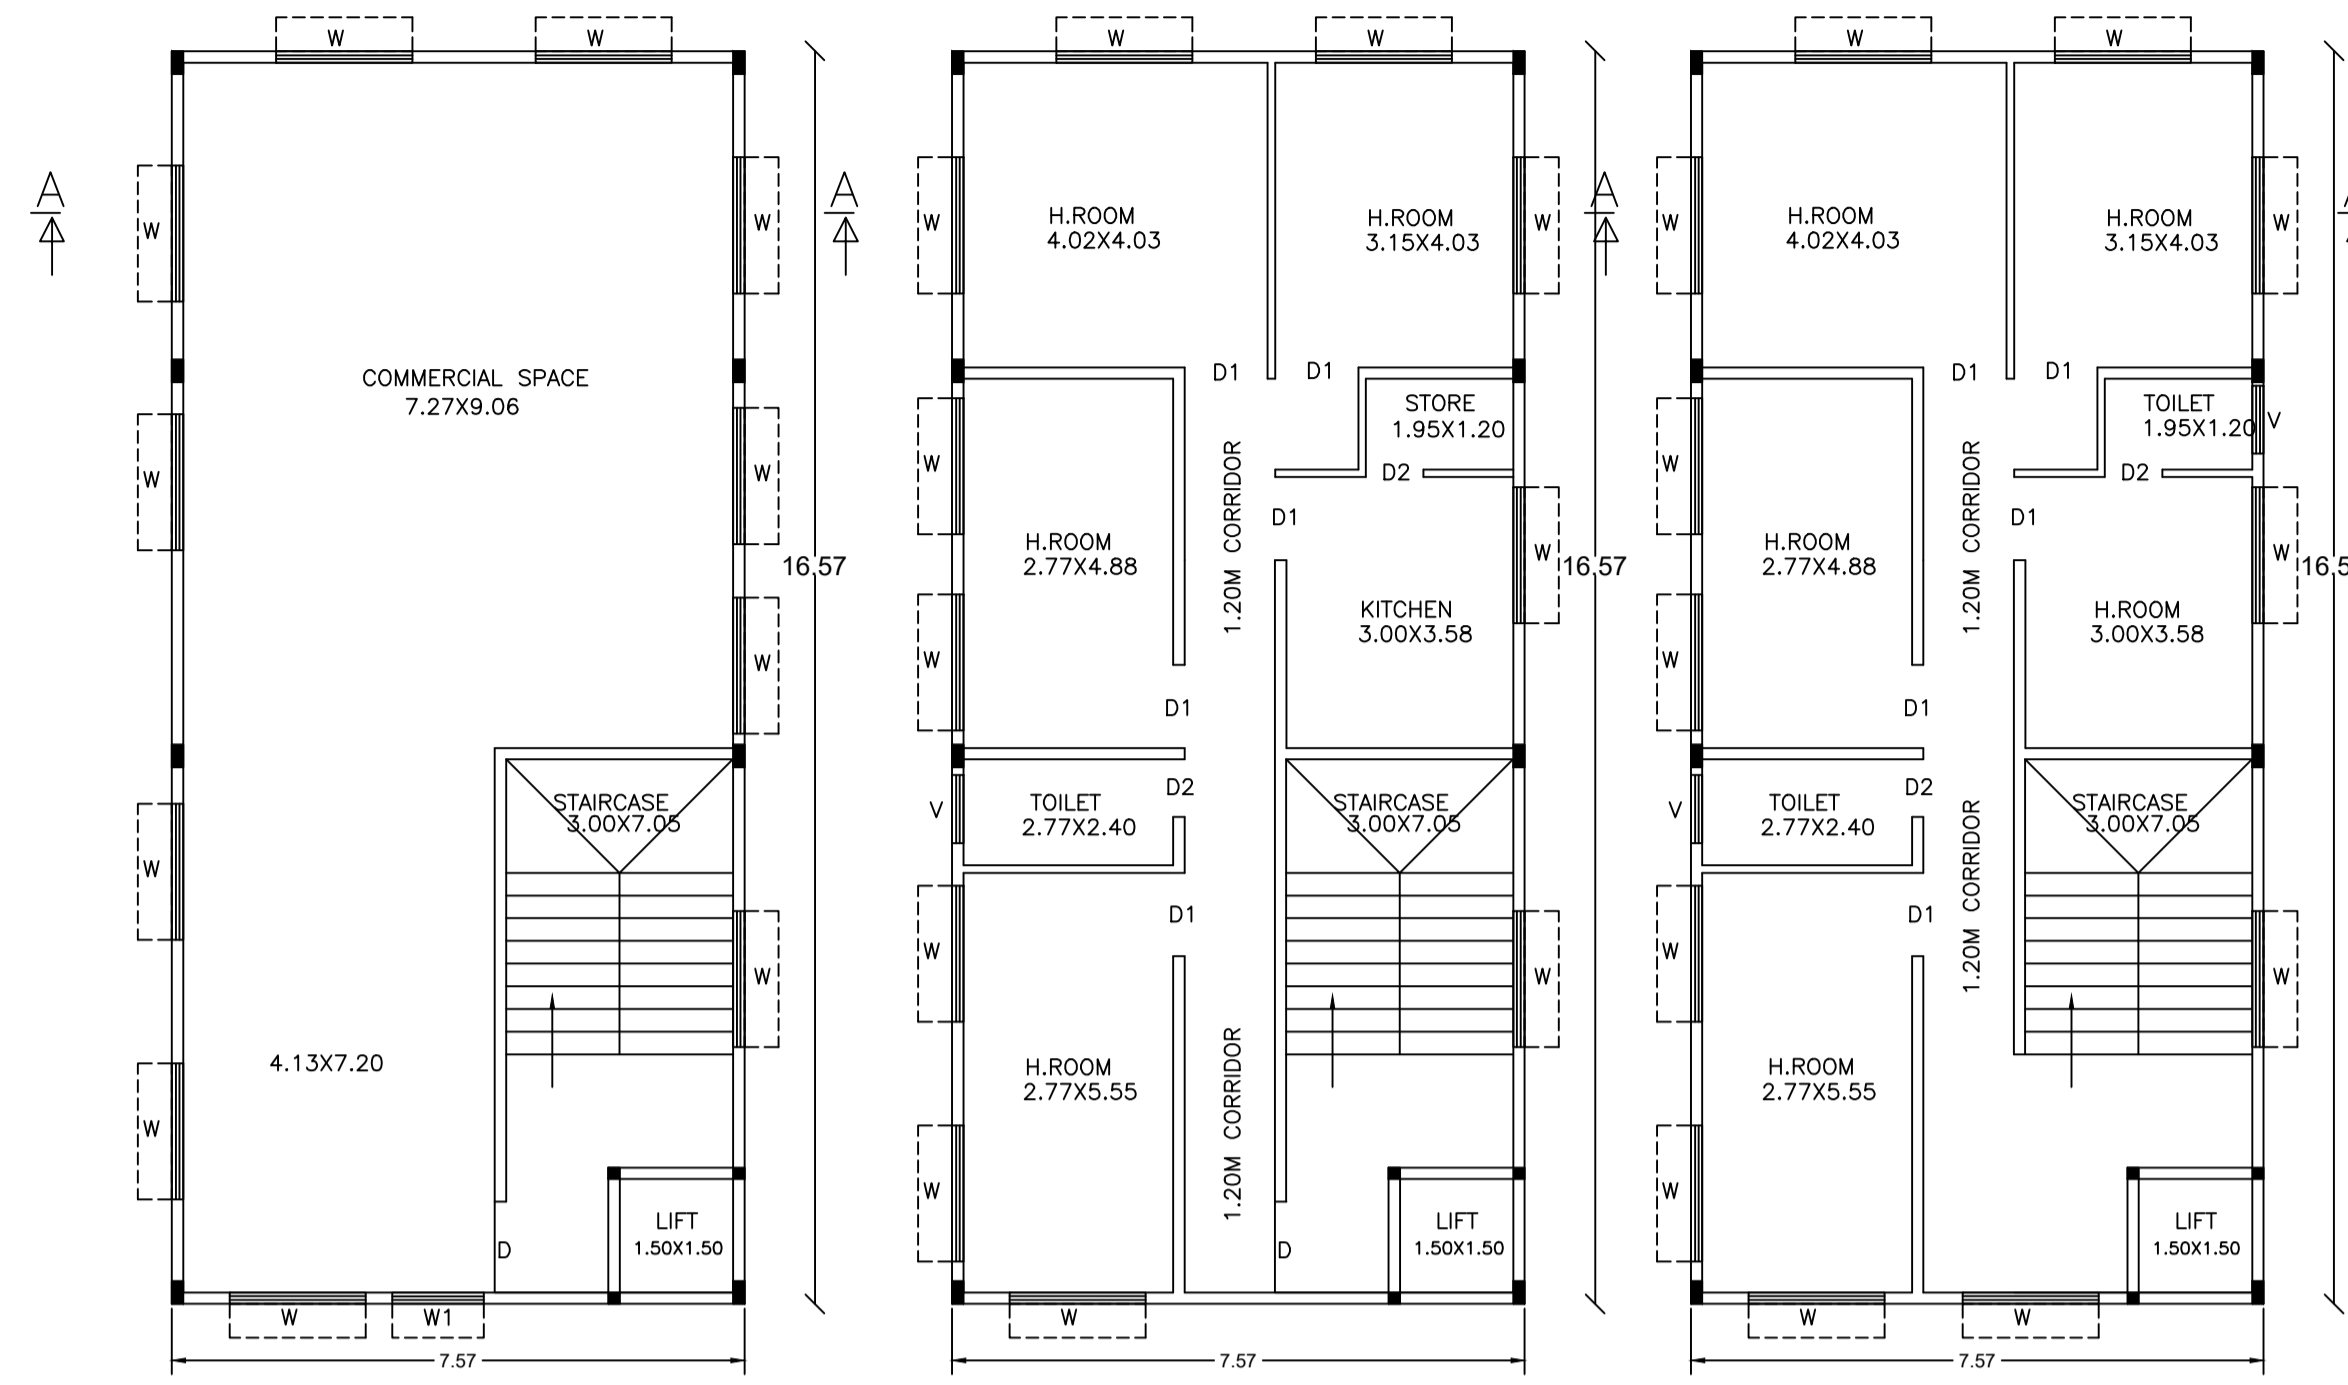 W
W
A
W
W
COMMERCIAL SPACE
7.27X9.06
W
W
16.57
W
STAIRCASE
3.00X7.05
W
W
4.13X7.20
W
LIFT
1.50X1.50
D
W
W1
7.57
W
W
A
W
W
H.ROOM
4.02X4.03
H.ROOM
3.15X4.03
D1
D1
STORE
1.95X1.20
W
D2
1.20M CORRIDOR
D1
H.ROOM
2.77X4.88
W
16.57
KITCHEN
3.00X3.58
W
D1
D2
V
TOILET
2.77X2.40
STAIRCASE
3.00X7.05
D1
W
W
H.ROOM
2.77X5.55
1.20M CORRIDOR
W
LIFT
1.50X1.50
D
W
7.57
W
W
A
W
W
H.ROOM
4.02X4.03
H.ROOM
3.15X4.03
D1
D1
TOILET
1.95X1.20
V
W
D2
1.20M CORRIDOR
D1
H.ROOM
2.77X4.88
W
H.ROOM
3.00X3.58
W
D1
D2
V
TOILET
2.77X2.40
STAIRCASE
3.00X7.05
1.20M CORRIDOR
D1
W
W
H.ROOM
2.77X5.55
W
LIFT
1.50X1.50
W
W
7.57